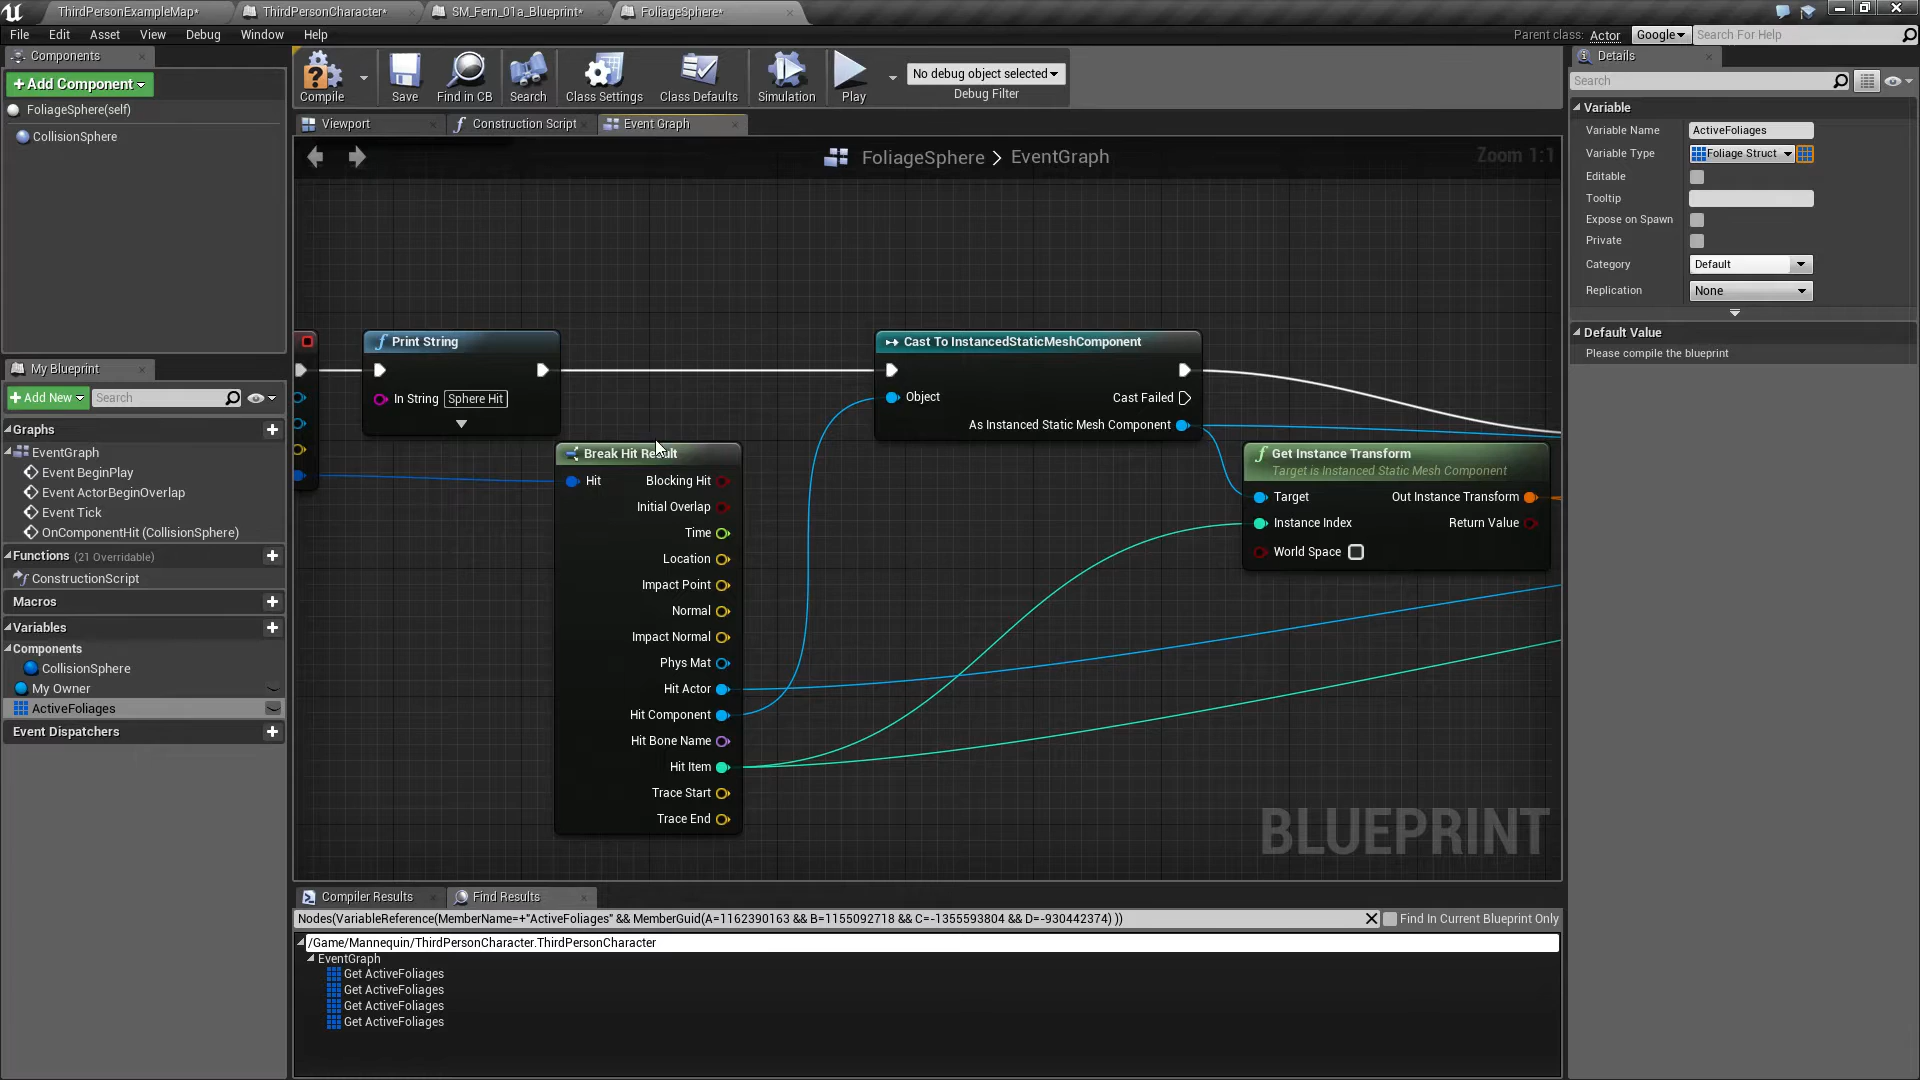 ThirdPersonExampleMap*
ThirdPersonCharacter*
SM_Fern_01a_Blueprint*
FoliageSphere*
File Edit Asset View Debug Window Help
Parent class: Actor Google Search For Help
Components
+Add Component
FoliageSphere(self)
CollisionSphere
Compile
Save
Find in CB
Search
Class Settings
Class Defaults
Simulation
Play
No debug object selected
Debug Filter
Viewport
Construction Script
Event Graph
FoliageSphere > EventGraph
Zoom 1:1
My Blueprint
+Add New Search
Graphs
EventGraph
Event BeginPlay
Event ActorBeginOverlap
Event Tick
OnComponentHit (CollisionSphere)
Functions (21 Overridable)
ConstructionScript
Macros
Variables
Components
CollisionSphere
My Owner
ActiveFoliages
Event Dispatchers
Print String
In String Sphere Hit
Break Hit Result
Hit Blocking Hit
Initial Overlap
Time
Location
Impact Point
Normal
Impact Normal
Phys Mat
Hit Actor
Hit Component
Hit Bone Name
Hit Item
Trace Start
Trace End
Cast To InstancedStaticMeshComponent
Object
Cast Failed
As Instanced Static Mesh Component
Get Instance Transform
Target is Instanced Static Mesh Component
Target Out Instance Transform
Instance Index Return Value
World Space
BLUEPRINT
Compiler Results
Find Results
Nodes(VariableReference(MemberName=+"ActiveFoliages" && MemberGuid(A=1162390163 && B=1155092718 && C=-1355593804 && D=-930442374) ))
Find In Current Blueprint Only
/Game/Mannequin/ThirdPersonCharacter.ThirdPersonCharacter
EventGraph
Get ActiveFoliages
Get ActiveFoliages
Get ActiveFoliages
Get ActiveFoliages
Details
Search
Variable
Variable Name ActiveFoliages
Variable Type Foliage Struct
Editable
Tooltip
Expose on Spawn
Private
Category Default
Replication None
Default Value
Please compile the blueprint